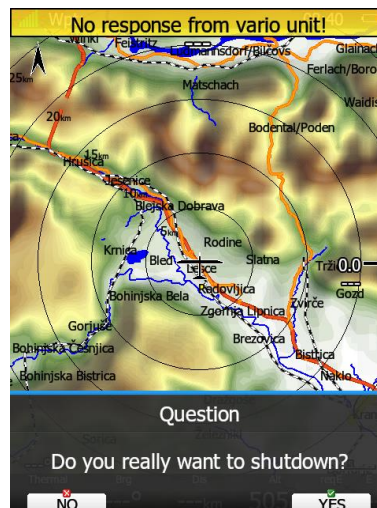 No response from vario unit!
Feistritz
Glainach
25km
Ferlach/Boro
Matschach
Waidis
20km
Bodental/Poden
15km
Hrušica
Jesenice
10km
Blejska Dobrava
5km
Rodine
Krnica
Bled
Slatna
Lesce
Trži
0.0
Bohinjska Bela
Radovljica
Gozd
Zgornja Lipnica
Zvirče
Gorjuše
Brezovica
Bohinjska Češnjica
Bistrica
Bohinjska Bistrica
Naklo
Question
Do you really want to shutdown?
NO
YES